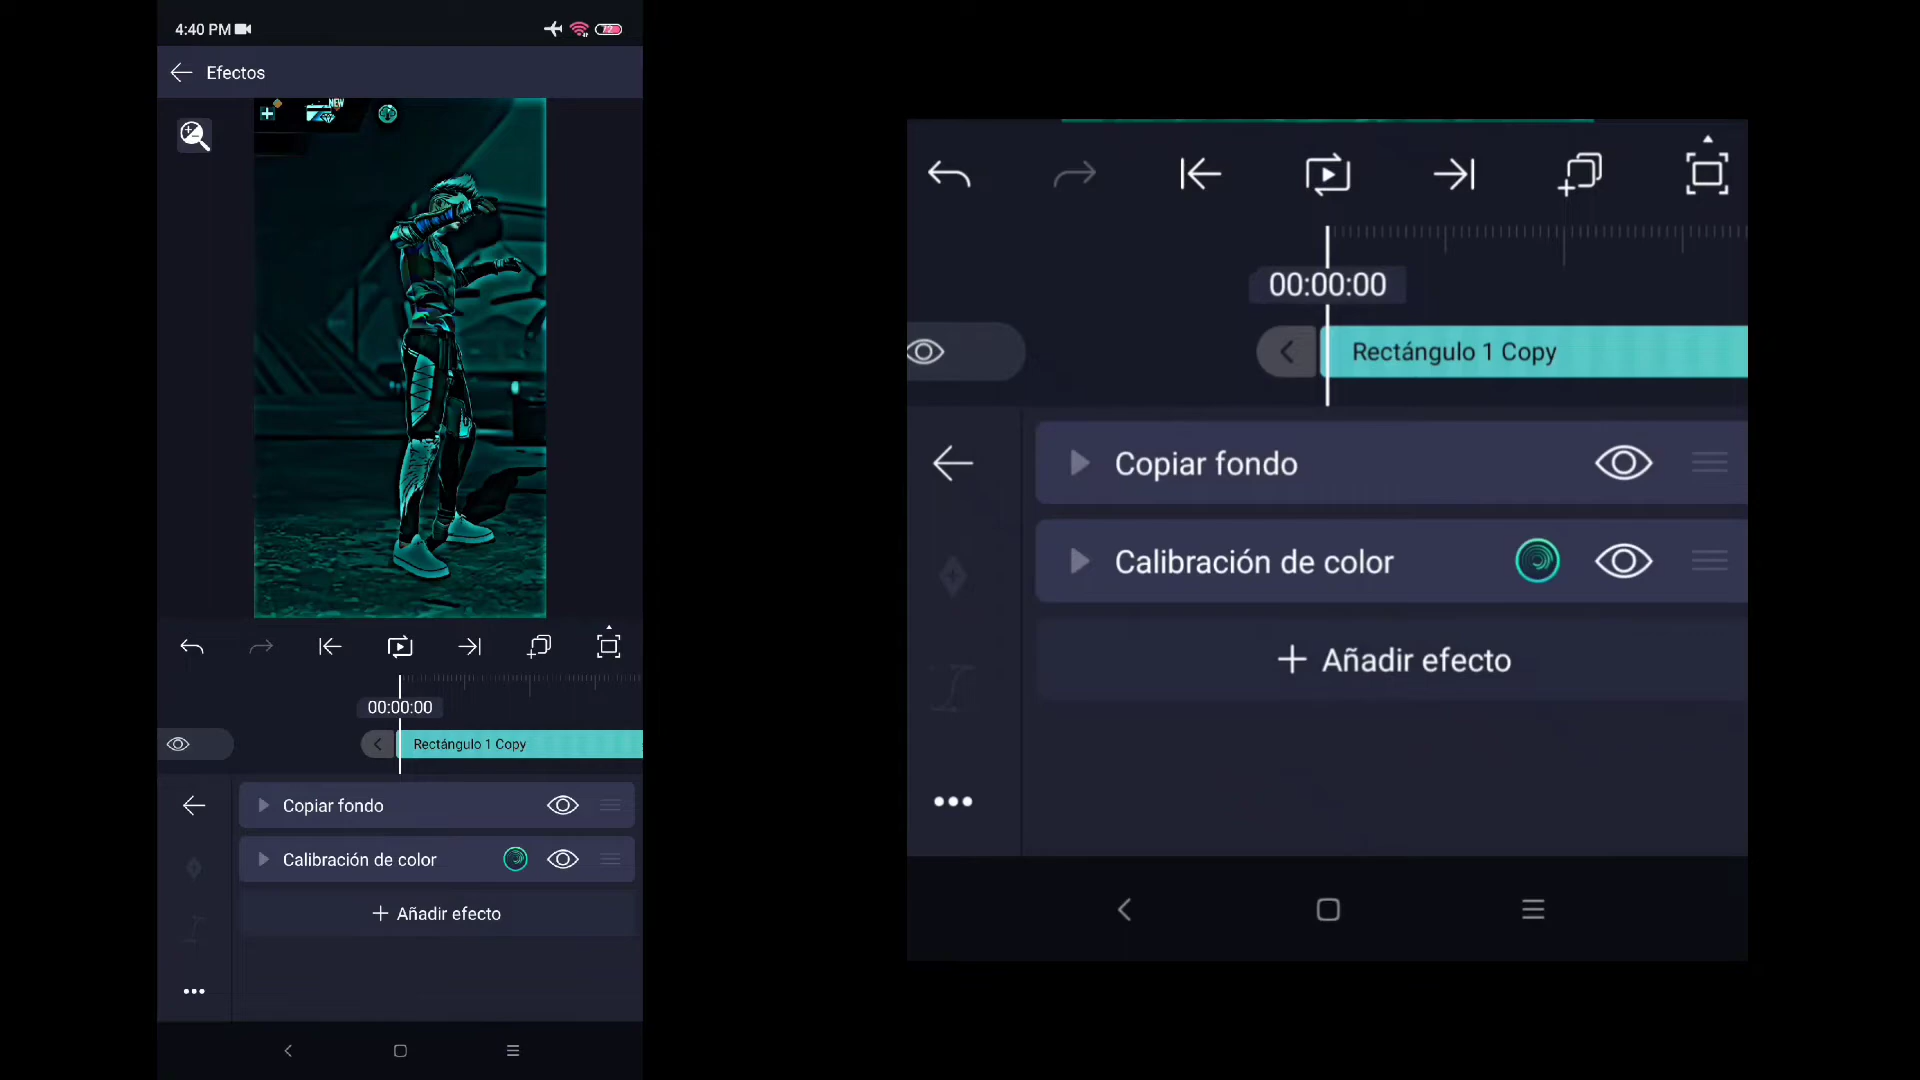 4:40 PM
72
Efectos
NEW
00:00:00
Rectángulo 1 Copy
Copiar fondo
Calibración de color
+ Añadir efecto
00:00:00
Rectángulo 1 Copy
Copiar fondo
Calibración de color
+ Añadir efecto